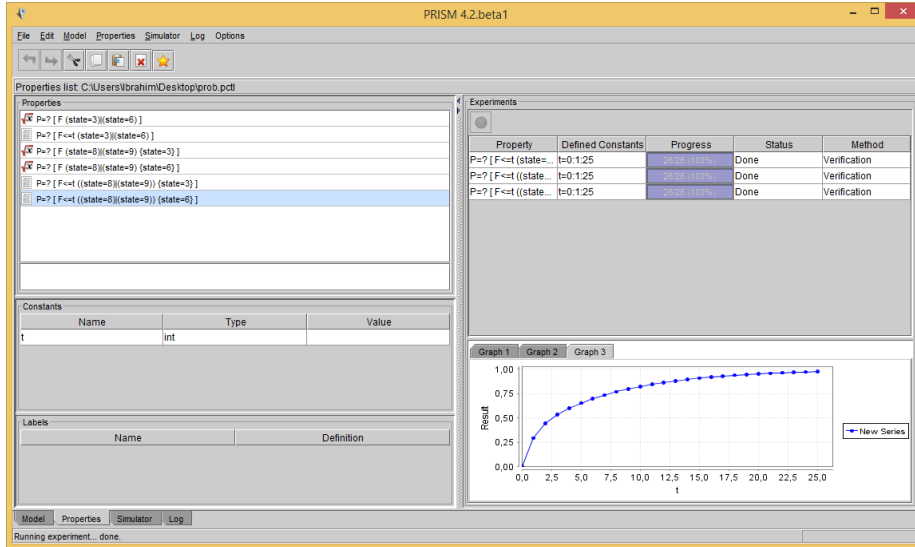 PRISM 4.2.beta1
File Edit Model Properties Simulator Log Options
Properties list: C:\Users\Ibrahim\Desktop\prob.pctl
Properties
P=? [ F (state=3)|(state=6) ]
P=? [ F<=t (state=3)|(state=6) ]
P=? [ F (state=8)|(state=9) {state=3} ]
P=? [ F (state=8)|(state=9) {state=6} ]
P=? [ F<=t ((state=8)|(state=9)) {state=3} ]
P=? [ F<=t ((state=8)|(state=9)) {state=6} ]
Constants
Name Type Value
t int
Labels
Name Definition
Experiments
Property Defined Constants Progress Status Method
P=? [ F<=t (state=... t=0:1:25 26/26 (100%) Done Verification
P=? [ F<=t ((state... t=0:1:25 26/26 (100%) Done Verification
P=? [ F<=t ((state... t=0:1:25 26/26 (100%) Done Verification
Graph 1 Graph 2 Graph 3
1,00
0,75
0,50
0,25
0,00
Result
0,0 2,5 5,0 7,5 10,0 12,5 15,0 17,5 20,0 22,5 25,0
t
New Series
Model Properties Simulator Log
Running experiment... done.